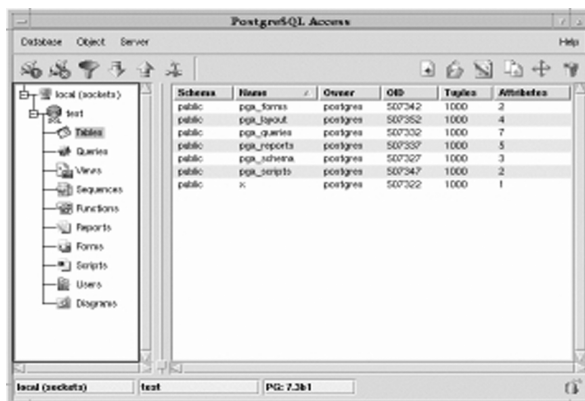 PostgreSQL Access
Database Object Server Help
local (sockets)
test
Tables
Queries
Views
Sequences
Functions
Reports
Forms
Scripts
Users
Diagrams
Schema Name Owner OID Tuples Attributes
public pga_forms postgres 507342 1000 2
public pga_layout postgres 507352 1000 4
public pga_queries postgres 507332 1000 7
public pga_reports postgres 507337 1000 5
public pga_schema postgres 507327 1000 3
public pga_scripts postgres 507347 1000 2
public x postgres 507322 1000 1
local (sockets) test PG: 7.3b1